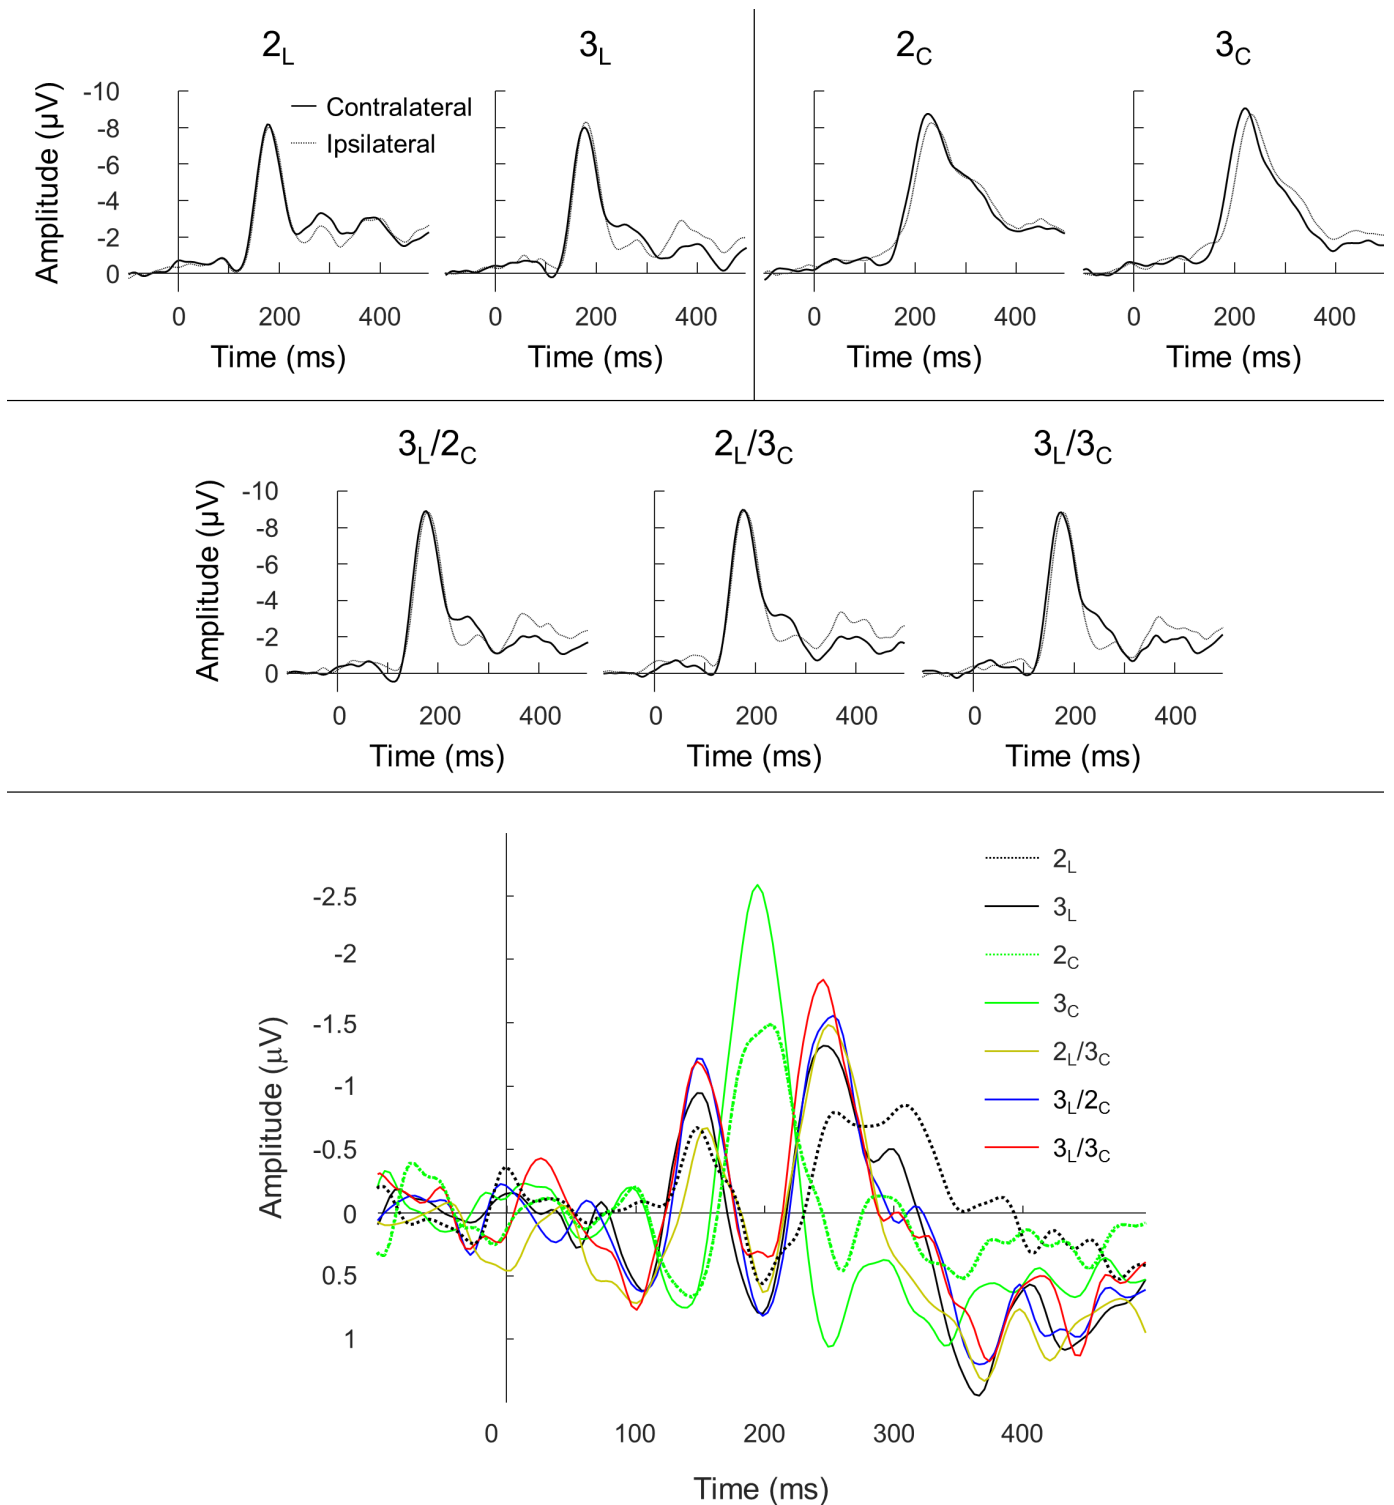 2L 3L 2C 3C
Amplitude (µV)
-10
-8
-6
-4
-2
0
Contralateral
Ipsilateral
0 200 400 0 200 400 0 200 400 0 200 400
Time (ms) Time (ms) Time (ms) Time (ms)
3L/2C 2L/3C 3L/3C
Amplitude (µV)
-10
-8
-6
-4
-2
0
0 200 400 0 200 400 0 200 400
Time (ms) Time (ms) Time (ms)
Amplitude (µV)
-2.5
-2
-1.5
-1
-0.5
0
0.5
1
2L
3L
2C
3C
2L/3C
3L/2C
3L/3C
0 100 200 300 400
Time (ms)